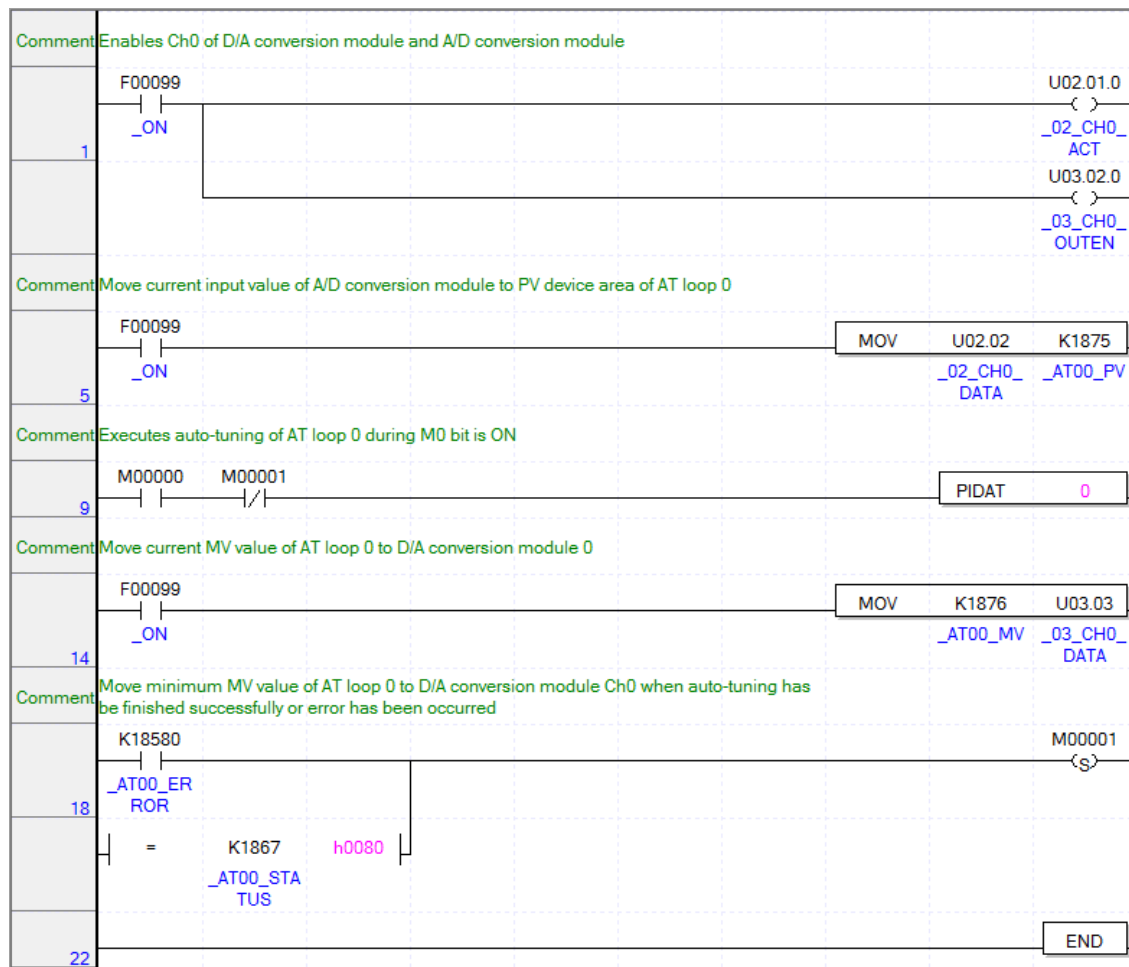 Comment Enables Ch0 of D/A conversion module and A/D conversion module
F00099 U02.01.0
_ON _02_CH0_
ACT
1
U03.02.0
_03_CH0_
OUTEN
Comment Move current input value of A/D conversion module to PV device area of AT loop 0
F00099
MOV U02.02 K1875
_ON _02_CH0_ _AT00_PV
DATA
5
Comment Executes auto-tuning of AT loop 0 during M0 bit is ON
M00000 M00001
PIDAT 0
9
Comment Move current MV value of AT loop 0 to D/A conversion module 0
F00099
MOV K1876 U03.03
_ON _AT00_MV _03_CH0_
DATA
14
Comment Move minimum MV value of AT loop 0 to D/A conversion module Ch0 when auto-tuning has
be finished successfully or error has been occurred
K18580 M00001
S
_AT00_ER
ROR
18
= K1867 h0080
_AT00_STA
TUS
END
22